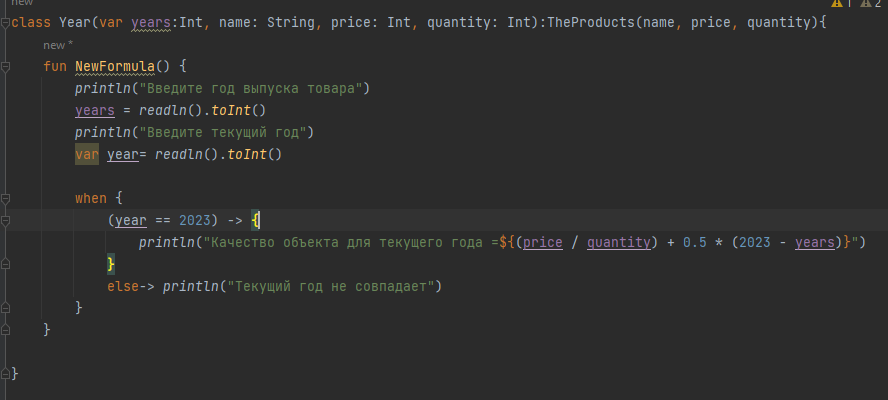 new
1 2
class Year(var years:Int, name: String, price: Int, quantity: Int):TheProducts(name, price, quantity){
new *
fun NewFormula() {
println("Введите год выпуска товара")
years = readln().toInt()
println("Введите текущий год")
var year= readln().toInt()
when {
(year == 2023) -> {
println("Качество объекта для текущего года =${(price / quantity) + 0.5 * (2023 - years)}")
}
else-> println("Текущий год не совпадает")
}
}
}